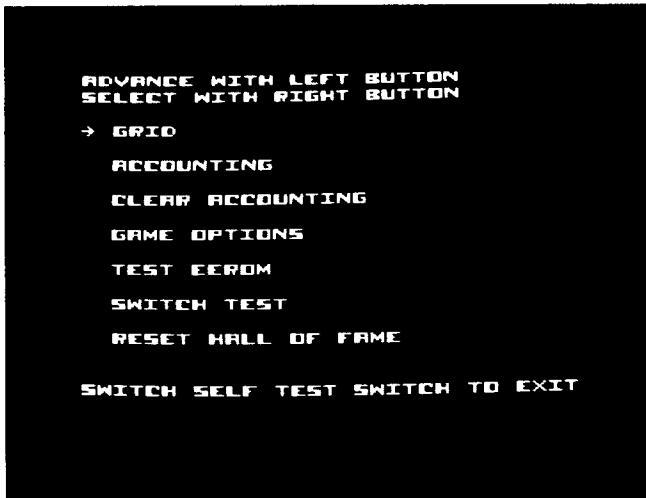 ADVANCE WITH LEFT BUTTON
SELECT WITH RIGHT BUTTON
→ GRID
ACCOUNTING
CLEAR ACCOUNTING
GAME OPTIONS
TEST EEROM
SWITCH TEST
RESET HALL OF FAME
SWITCH SELF TEST SWITCH TO EXIT